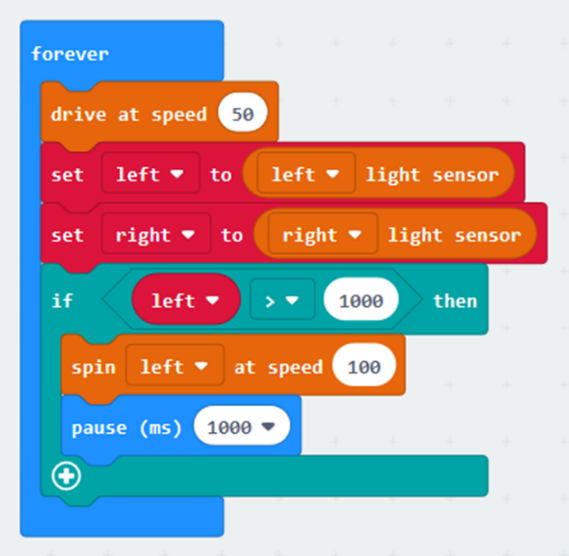 forever
drive at speed 50
set left to left light sensor
set right to right light sensor
if left > 1000 then
spin left at speed 100
pause (ms) 1000